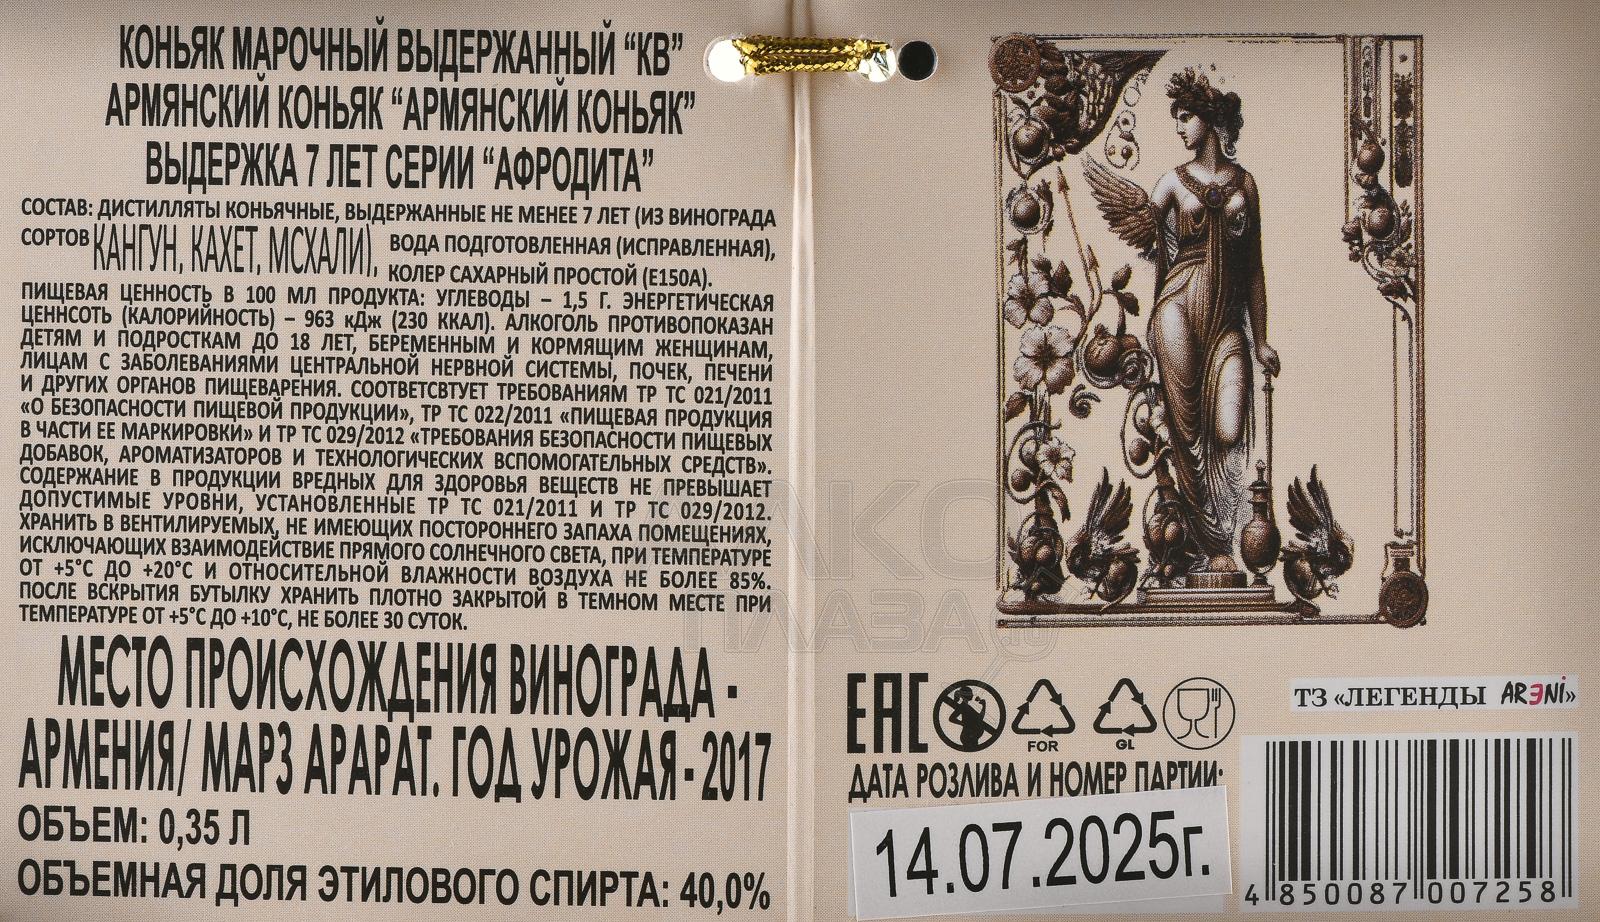 КОНЬЯК МАРОЧНЫЙ ВЫДЕРЖАННЫЙ “КВ”
АРМЯНСКИЙ КОНЬЯК “АРМЯНСКИЙ КОНЬЯК”
ВЫДЕРЖКА 7 ЛЕТ СЕРИИ “АФРОДИТА”
СОСТАВ: ДИСТИЛЛЯТЫ КОНЬЯЧНЫЕ, ВЫДЕРЖАННЫЕ НЕ МЕНЕЕ 7 ЛЕТ (ИЗ ВИНОГРАДА
СОРТОВ КАНГУН, КАХЕТ, МСХАЛИ), ВОДА ПОДГОТОВЛЕННАЯ (ИСПРАВЛЕННАЯ),
КОЛЕР САХАРНЫЙ ПРОСТОЙ (Е150А).
ПИЩЕВАЯ ЦЕННОСТЬ В 100 МЛ ПРОДУКТА: УГЛЕВОДЫ – 1,5 Г. ЭНЕРГЕТИЧЕСКАЯ
ЦЕННСОТЬ (КАЛОРИЙНОСТЬ) – 963 кДж (230 ККАЛ). АЛКОГОЛЬ ПРОТИВОПОКАЗАН
ДЕТЯМ И ПОДРОСТКАМ ДО 18 ЛЕТ, БЕРЕМЕННЫМ И КОРМЯЩИМ ЖЕНЩИНАМ,
ЛИЦАМ С ЗАБОЛЕВАНИЯМИ ЦЕНТРАЛЬНОЙ НЕРВНОЙ СИСТЕМЫ, ПОЧЕК, ПЕЧЕНИ
И ДРУГИХ ОРГАНОВ ПИЩЕВАРЕНИЯ. СООТВЕТСВТУЕТ ТРЕБОВАНИЯМ ТР ТС 021/2011
«О БЕЗОПАСНОСТИ ПИЩЕВОЙ ПРОДУКЦИИ», ТР ТС 022/2011 «ПИЩЕВАЯ ПРОДУКЦИЯ
В ЧАСТИ ЕЕ МАРКИРОВКИ» И ТР ТС 029/2012 «ТРЕБОВАНИЯ БЕЗОПАСНОСТИ ПИЩЕВЫХ
ДОБАВОК, АРОМАТИЗАТОРОВ И ТЕХНОЛОГИЧЕСКИХ ВСПОМОГАТЕЛЬНЫХ СРЕДСТВ».
СОДЕРЖАНИЕ В ПРОДУКЦИИ ВРЕДНЫХ ДЛЯ ЗДОРОВЬЯ ВЕЩЕСТВ НЕ ПРЕВЫШАЕТ
ДОПУСТИМЫЕ УРОВНИ, УСТАНОВЛЕННЫЕ ТР ТС 021/2011 И ТР ТС 029/2012.
ХРАНИТЬ В ВЕНТИЛИРУЕМЫХ, НЕ ИМЕЮЩИХ ПОСТОРОННЕГО ЗАПАХА ПОМЕЩЕНИЯХ,
ИСКЛЮЧАЮЩИХ ВЗАИМОДЕЙСТВИЕ ПРЯМОГО СОЛНЕЧНОГО СВЕТА, ПРИ ТЕМПЕРАТУРЕ
ОТ +5°С ДО +20°С И ОТНОСИТЕЛЬНОЙ ВЛАЖНОСТИ ВОЗДУХА НЕ БОЛЕЕ 85%.
ПОСЛЕ ВСКРЫТИЯ БУТЫЛКУ ХРАНИТЬ ПЛОТНО ЗАКРЫТОЙ В ТЕМНОМ МЕСТЕ ПРИ
ТЕМПЕРАТУРЕ ОТ +5°С ДО +10°С, НЕ БОЛЕЕ 30 СУТОК.
МЕСТО ПРОИСХОЖДЕНИЯ ВИНОГРАДА -
АРМЕНИЯ/ МАРЗ АРАРАТ. ГОД УРОЖАЯ - 2017
ОБЪЕМ: 0,35 Л
ОБЪЕМНАЯ ДОЛЯ ЭТИЛОВОГО СПИРТА: 40,0%
АЛКО
ПЛАЗА.ru
EAC
FOR
GL
ТЗ «ЛЕГЕНДЫ ARЭNi»
ДАТА РОЗЛИВА И НОМЕР ПАРТИИ:
14.07.2025г.
4 850087 007258